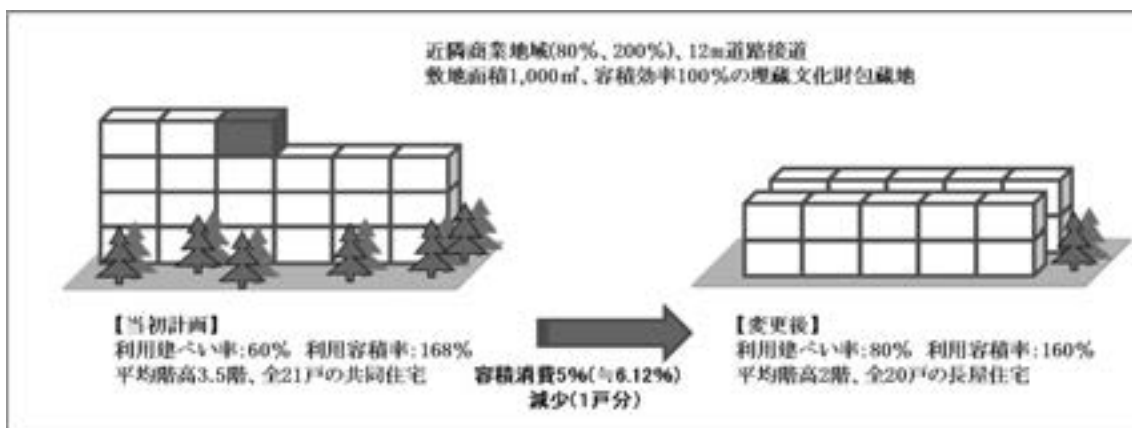 近隣商業地域(80%、200%)、12m道路接道
敷地面積1,000㎡、容積効率100%の埋蔵文化財包蔵地
【当初計画】
利用建ぺい率:60% 利用容積率:168%
平均階高3.5階、全21戸の共同住宅
容積消費5%(≒6.12%)
減少(1戸分)
【変更後】
利用建ぺい率:80% 利用容積率:160%
平均階高2階、全20戸の長屋住宅